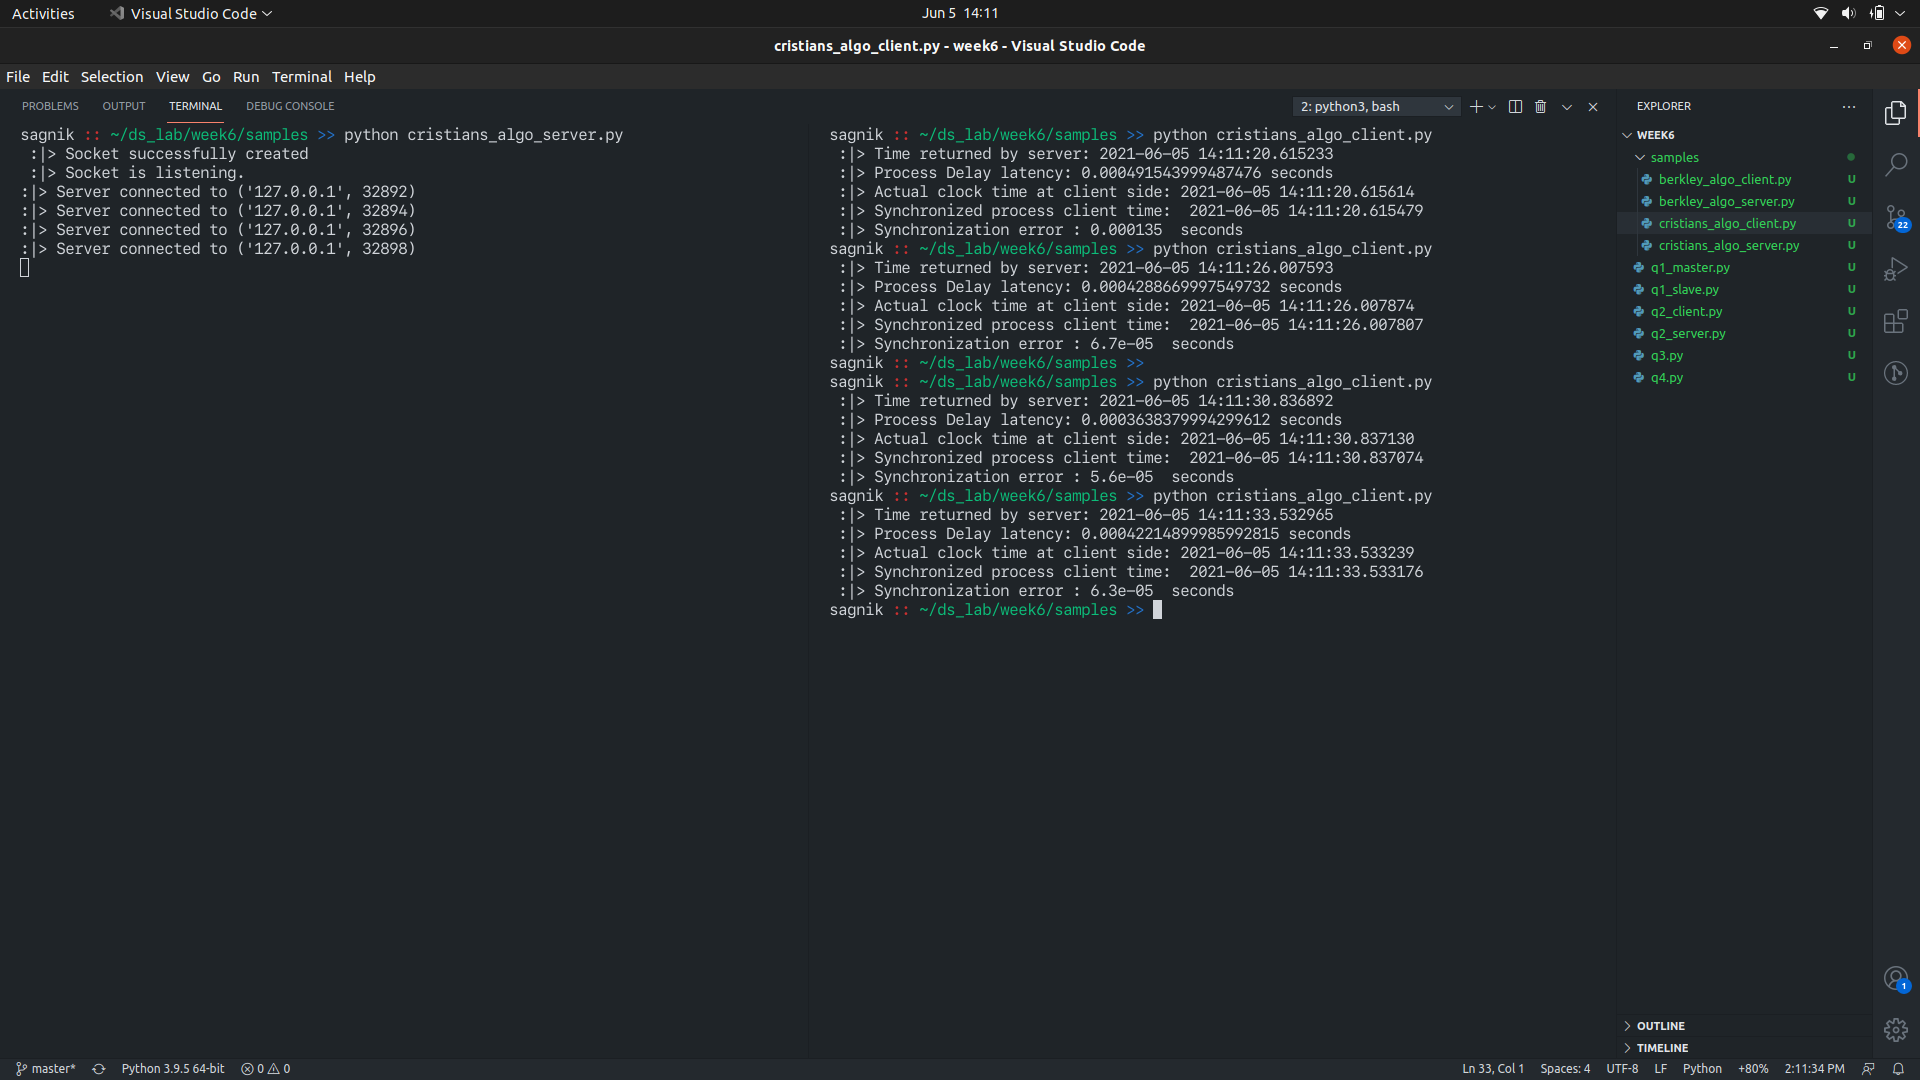 Activities
Visual Studio Code
Jun 5 14:11
cristians_algo_client.py - week6 - Visual Studio Code
File Edit Selection View Go Run Terminal Help
PROBLEMS OUTPUT TERMINAL DEBUG CONSOLE
2: python3, bash
sagnik :: ~/ds_lab/week6/samples >> python cristians_algo_server.py
:|> Socket successfully created
:|> Socket is listening.
:|> Server connected to ('127.0.0.1', 32892)
:|> Server connected to ('127.0.0.1', 32894)
:|> Server connected to ('127.0.0.1', 32896)
:|> Server connected to ('127.0.0.1', 32898)
sagnik :: ~/ds_lab/week6/samples >> python cristians_algo_client.py
:|> Time returned by server: 2021-06-05 14:11:20.615233
:|> Process Delay latency: 0.000491543999487476 seconds
:|> Actual clock time at client side: 2021-06-05 14:11:20.615614
:|> Synchronized process client time:  2021-06-05 14:11:20.615479
:|> Synchronization error : 0.000135  seconds
sagnik :: ~/ds_lab/week6/samples >> python cristians_algo_client.py
:|> Time returned by server: 2021-06-05 14:11:26.007593
:|> Process Delay latency: 0.0004288669997549732 seconds
:|> Actual clock time at client side: 2021-06-05 14:11:26.007874
:|> Synchronized process client time:  2021-06-05 14:11:26.007807
:|> Synchronization error : 6.7e-05  seconds
sagnik :: ~/ds_lab/week6/samples >>
sagnik :: ~/ds_lab/week6/samples >> python cristians_algo_client.py
:|> Time returned by server: 2021-06-05 14:11:30.836892
:|> Process Delay latency: 0.0003638379994299612 seconds
:|> Actual clock time at client side: 2021-06-05 14:11:30.837130
:|> Synchronized process client time:  2021-06-05 14:11:30.837074
:|> Synchronization error : 5.6e-05  seconds
sagnik :: ~/ds_lab/week6/samples >> python cristians_algo_client.py
:|> Time returned by server: 2021-06-05 14:11:33.532965
:|> Process Delay latency: 0.00042214899985992815 seconds
:|> Actual clock time at client side: 2021-06-05 14:11:33.533239
:|> Synchronized process client time:  2021-06-05 14:11:33.533176
:|> Synchronization error : 6.3e-05  seconds
sagnik :: ~/ds_lab/week6/samples >>
EXPLORER
WEEK6
samples
berkley_algo_client.py U
berkley_algo_server.py U
cristians_algo_client.py U
cristians_algo_server.py U
q1_master.py U
q1_slave.py U
q2_client.py U
q2_server.py U
q3.py U
q4.py U
OUTLINE
TIMELINE
22
1
master* Python 3.9.5 64-bit 0 0
Ln 33, Col 1 Spaces: 4 UTF-8 LF Python +80% 2:11:34 PM